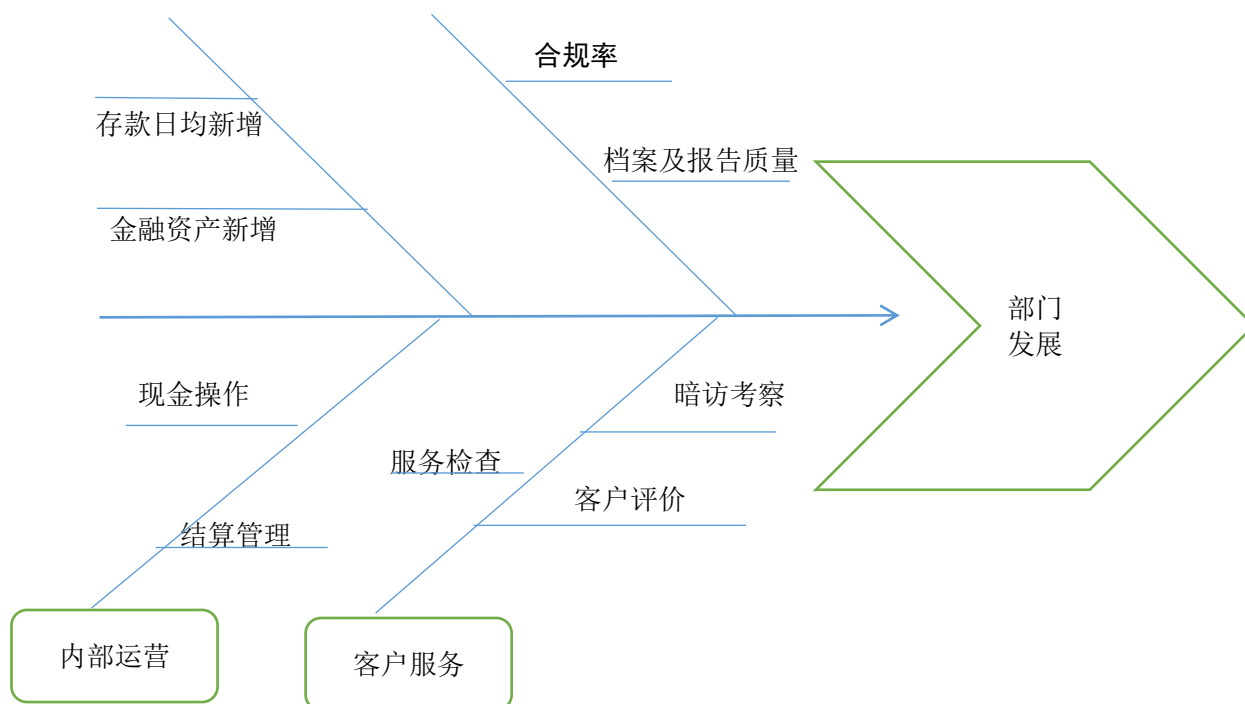 合规率
存款日均新增
档案及报告质量
金融资产新增
部门
发展
现金操作
暗访考察
服务检查
客户评价
结算管理
内部运营
客户服务